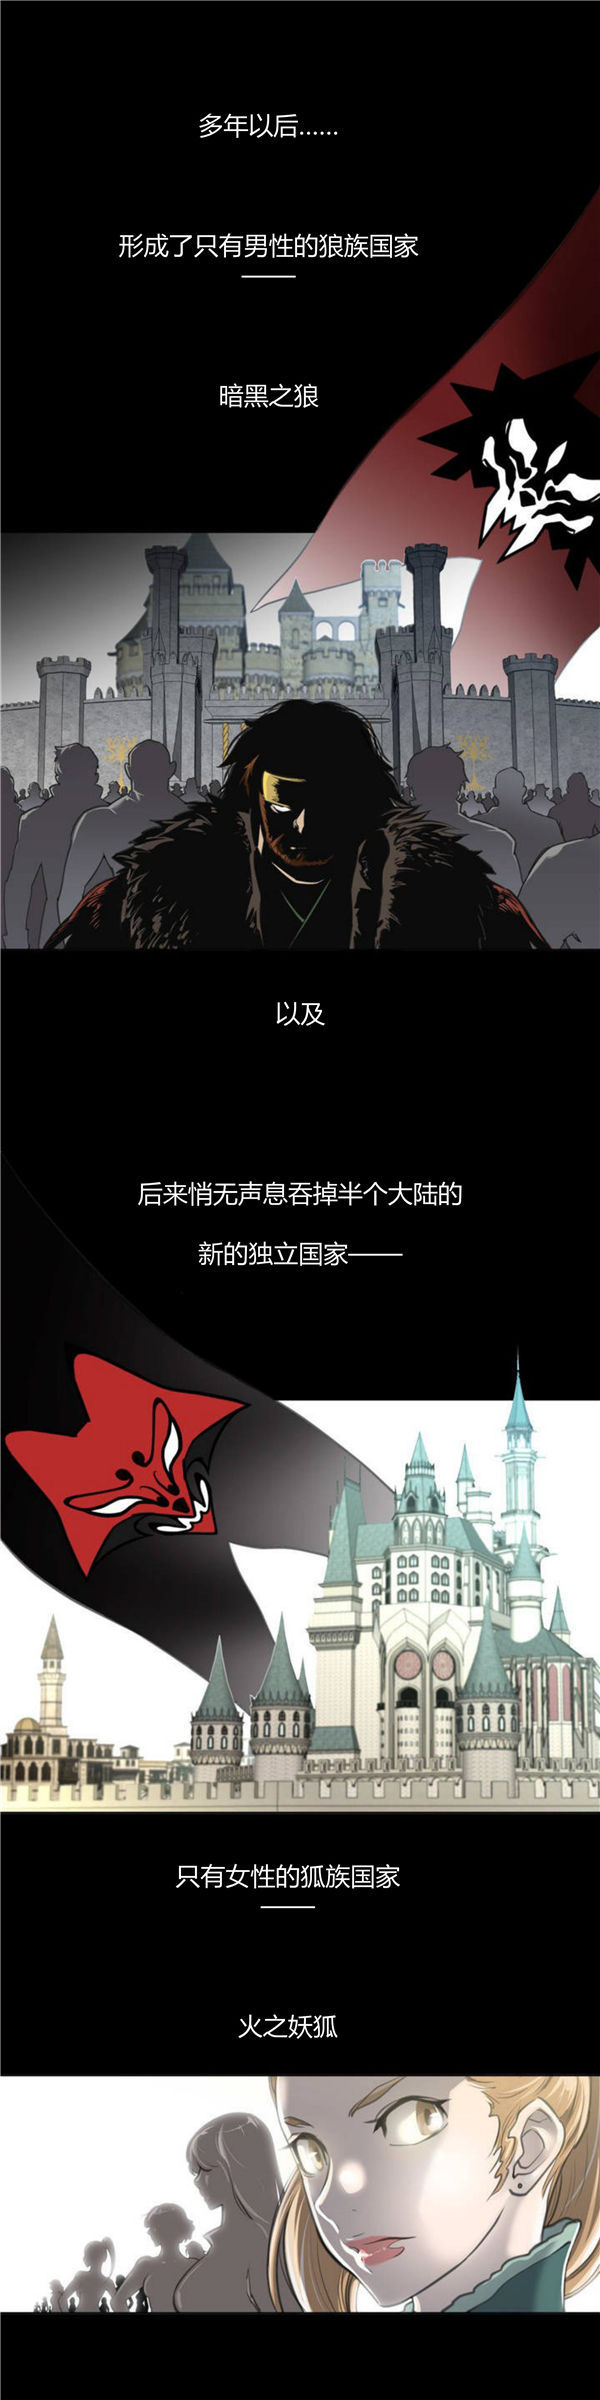 多年以后……
形成了只有男性的狼族国家
——
暗黑之狼
以及
后来悄无声息吞掉半个大陆的
新的独立国家——
只有女性的狐族国家
——
火之妖狐